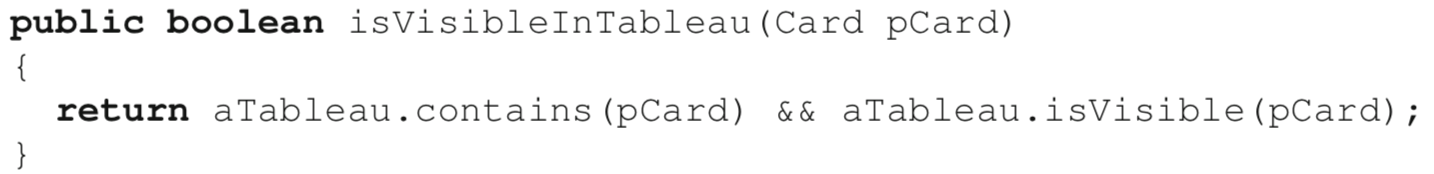 public boolean isVisibleInTableau(Card pCard)
{
  return aTableau.contains(pCard) && aTableau.isVisible(pCard);
}